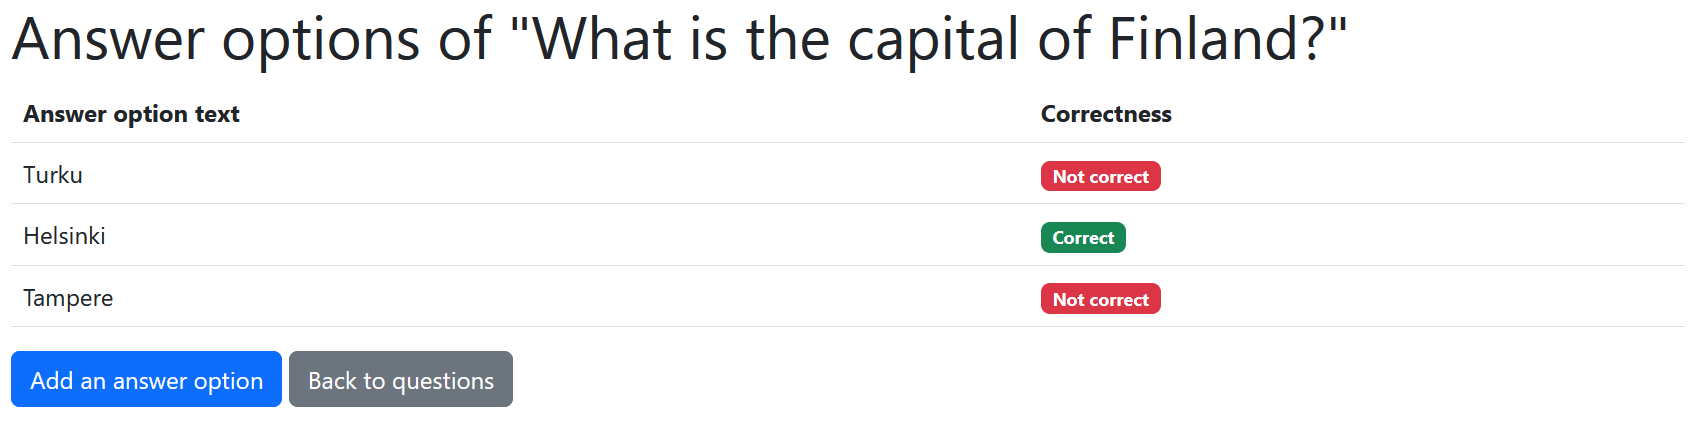 Answer options of "What is the capital of Finland?"
Answer option text Correctness
Turku Not correct
Helsinki Correct
Tampere Not correct
Add an answer option Back to questions